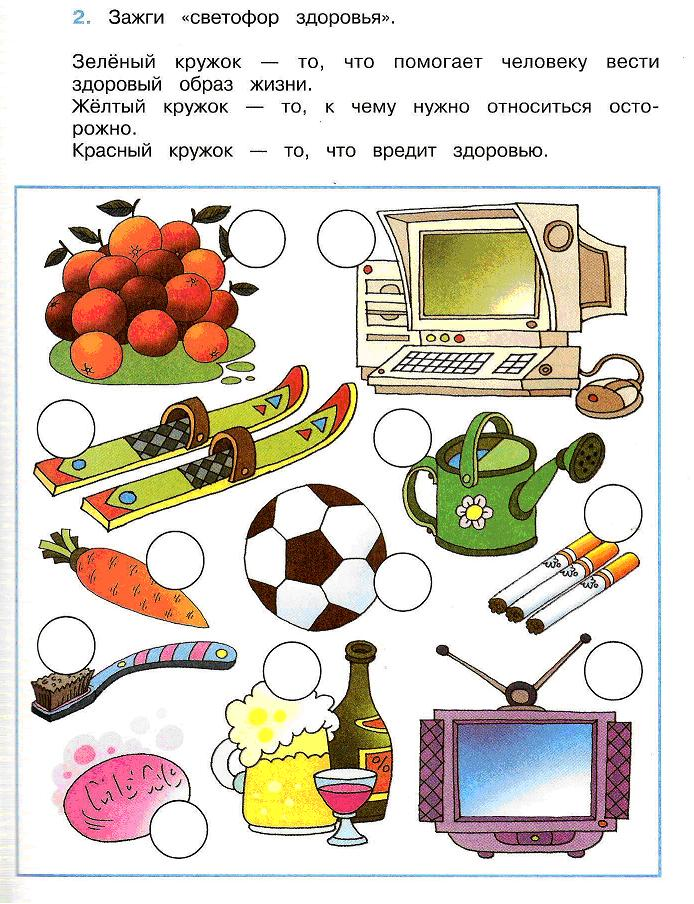 2. Зажги «светофор здоровья».
Зелёный кружок — то, что помогает человеку вести
здоровый образ жизни.
Жёлтый кружок — то, к чему нужно относиться осто-
рожно.
Красный кружок — то, что вредит здоровью.
%